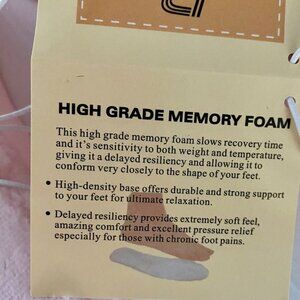 HIGH GRADE MEMORY FOAM
This high grade memory foam slows recovery time
and it's sensitivity to both weight and temperature,
giving it a delayed resiliency and allowing it to
conform very closely to the shape of your feet.
• High-density base offers durable and strong support
to your feet for ultimate relaxation.
• Delayed resiliency provides extremely soft feel,
amazing comfort and excellent pressure relief
especially for those with chronic foot pains.